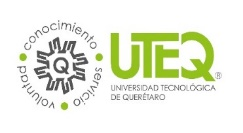 conocimiento · servicio · voluntad ·
Q
UTEQ®
UNIVERSIDAD TECNOLÓGICA
DE QUERÉTARO